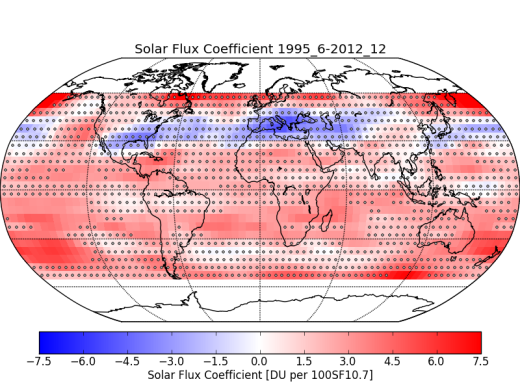 Solar Flux Coefficient 1995_6-2012_12
−7.5 −6.0 −4.5 −3.0 −1.5 0.0 1.5 3.0 4.5 6.0 7.5
Solar Flux Coefficient [DU per 100SF10.7]